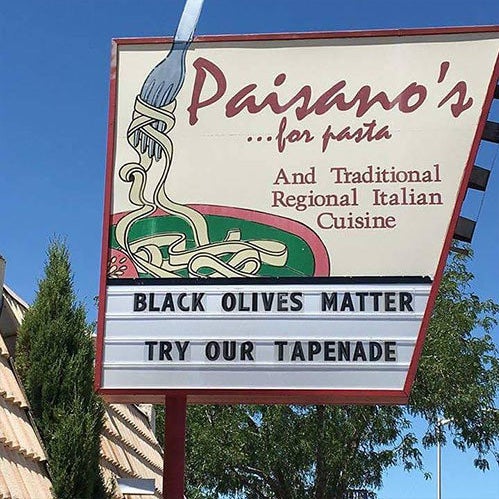 Paisano's
...for pasta
And Traditional
Regional Italian
Cuisine
BLACK OLIVES MATTER
TRY OUR TAPENADE